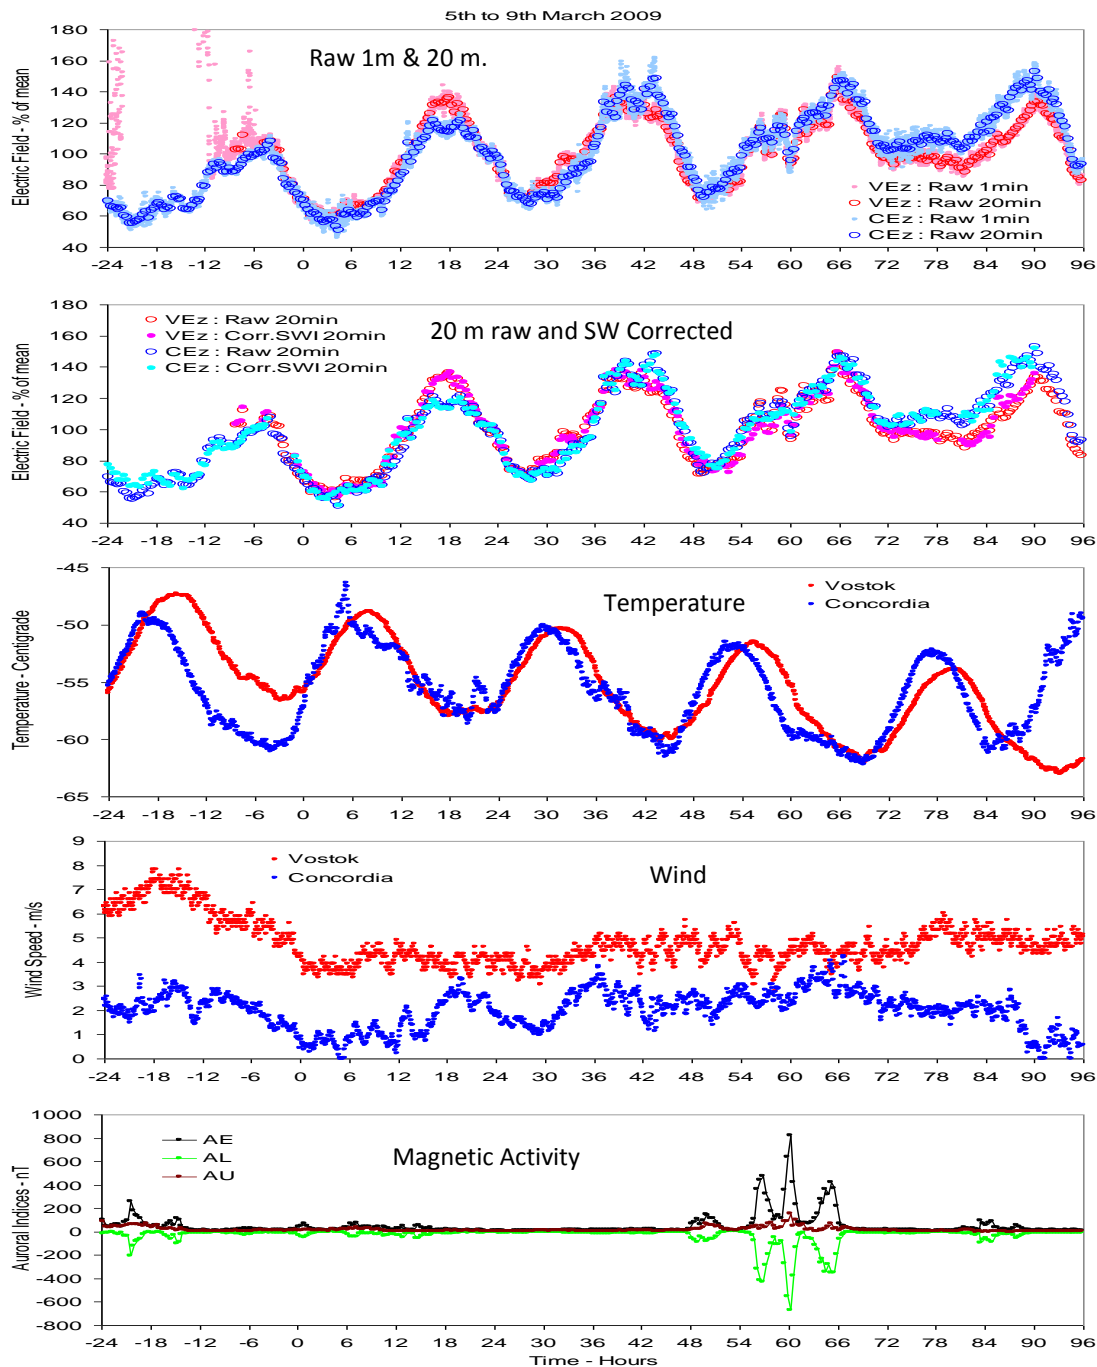 5th to 9th March 2009
Raw 1m & 20 m.
Electric Field - % of mean
180
160
140
120
100
80
60
40
VEz : Raw 1min
VEz : Raw 20min
CEz : Raw 1min
CEz : Raw 20min
-24 -18 -12 -6 0 6 12 18 24 30 36 42 48 54 60 66 72 78 84 90 96
20 m raw and SW Corrected
Electric Field - % of mean
180
160
140
120
100
80
60
40
VEz : Raw 20min
VEz : Corr.SWI 20min
CEz : Raw 20min
CEz : Corr.SWI 20min
-24 -18 -12 -6 0 6 12 18 24 30 36 42 48 54 60 66 72 78 84 90 96
Temperature
Temperature - Centigrade
-45
-50
-55
-60
-65
Vostok
Concordia
-24 -18 -12 -6 0 6 12 18 24 30 36 42 48 54 60 66 72 78 84 90 96
Wind
Wind Speed - m/s
9
8
7
6
5
4
3
2
1
0
Vostok
Concordia
-24 -18 -12 -6 0 6 12 18 24 30 36 42 48 54 60 66 72 78 84 90 96
Magnetic Activity
Auroral Indices - nT
1000
800
600
400
200
0
-200
-400
-600
-800
AE
AL
AU
-24 -18 -12 -6 0 6 12 18 24 30 36 42 48 54 60 66 72 78 84 90 96
Time - Hours